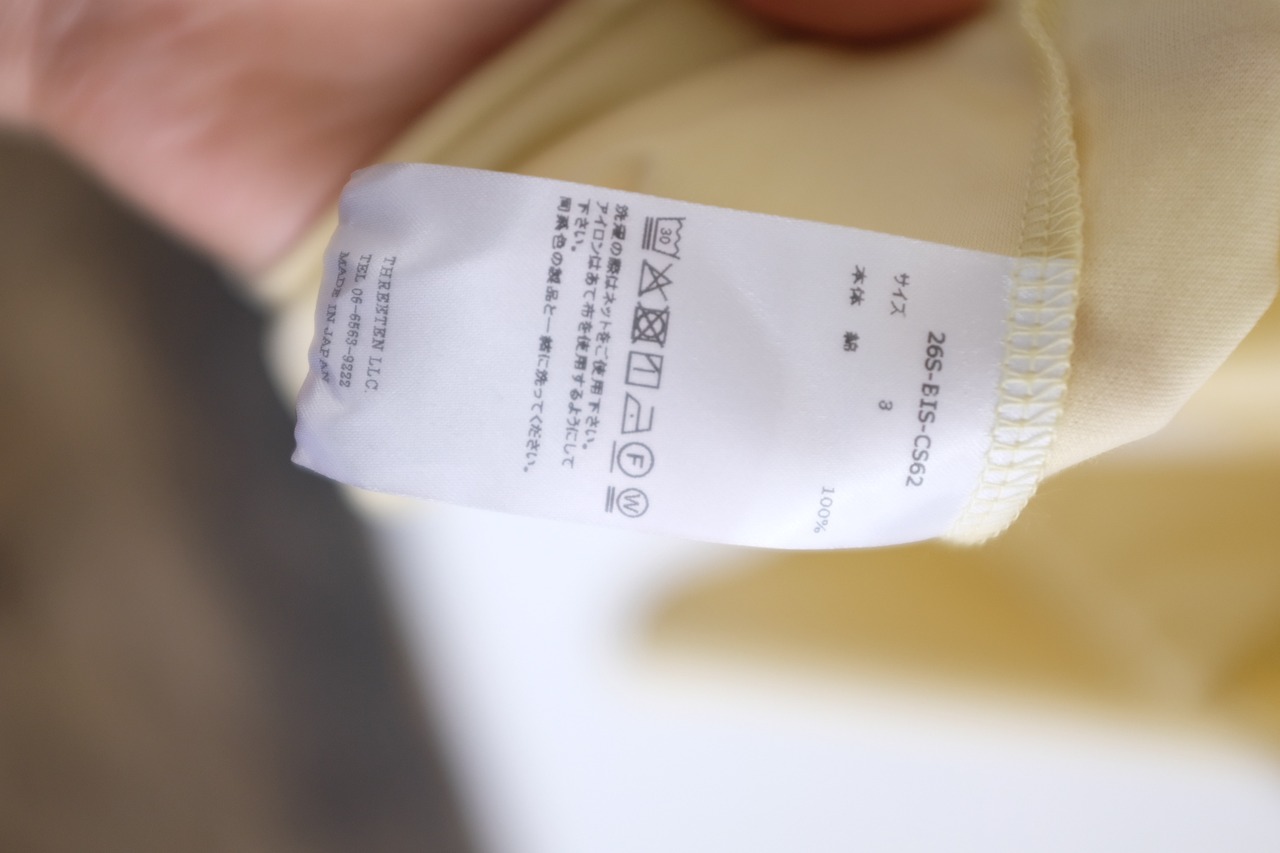 26S-BIS-CS62
サイズ 3
本体 綿 100%
30
F
W
洗濯の際はネットをご使用下さい。
アイロンはあて布を使用するようにして
下さい。
同系色の製品と一緒に洗ってください。
THREETEN LLC.
TEL 06-6563-9222
MADE IN JAPAN